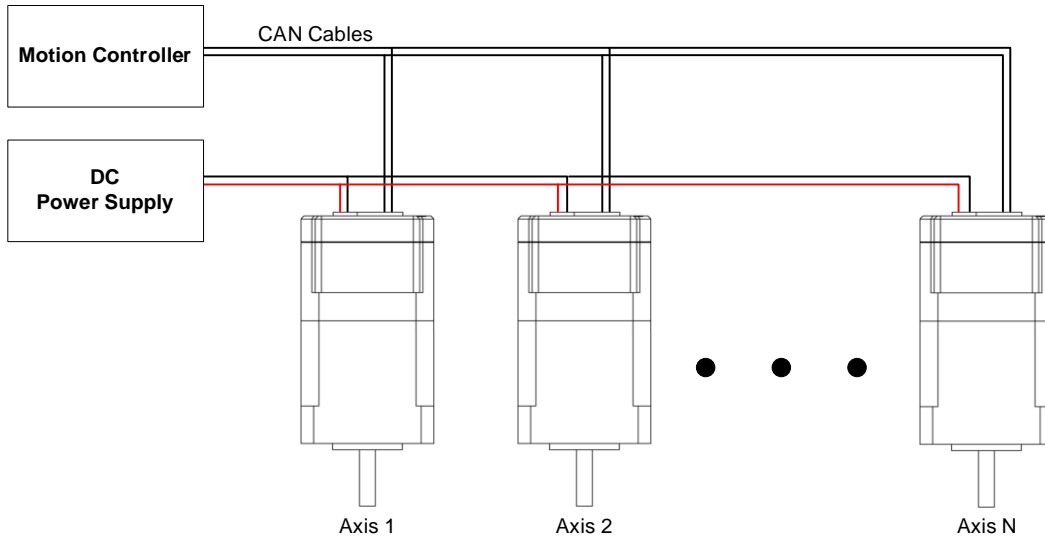 CAN Cables
Motion Controller
DC
Power Supply
Axis 1
Axis 2
Axis N